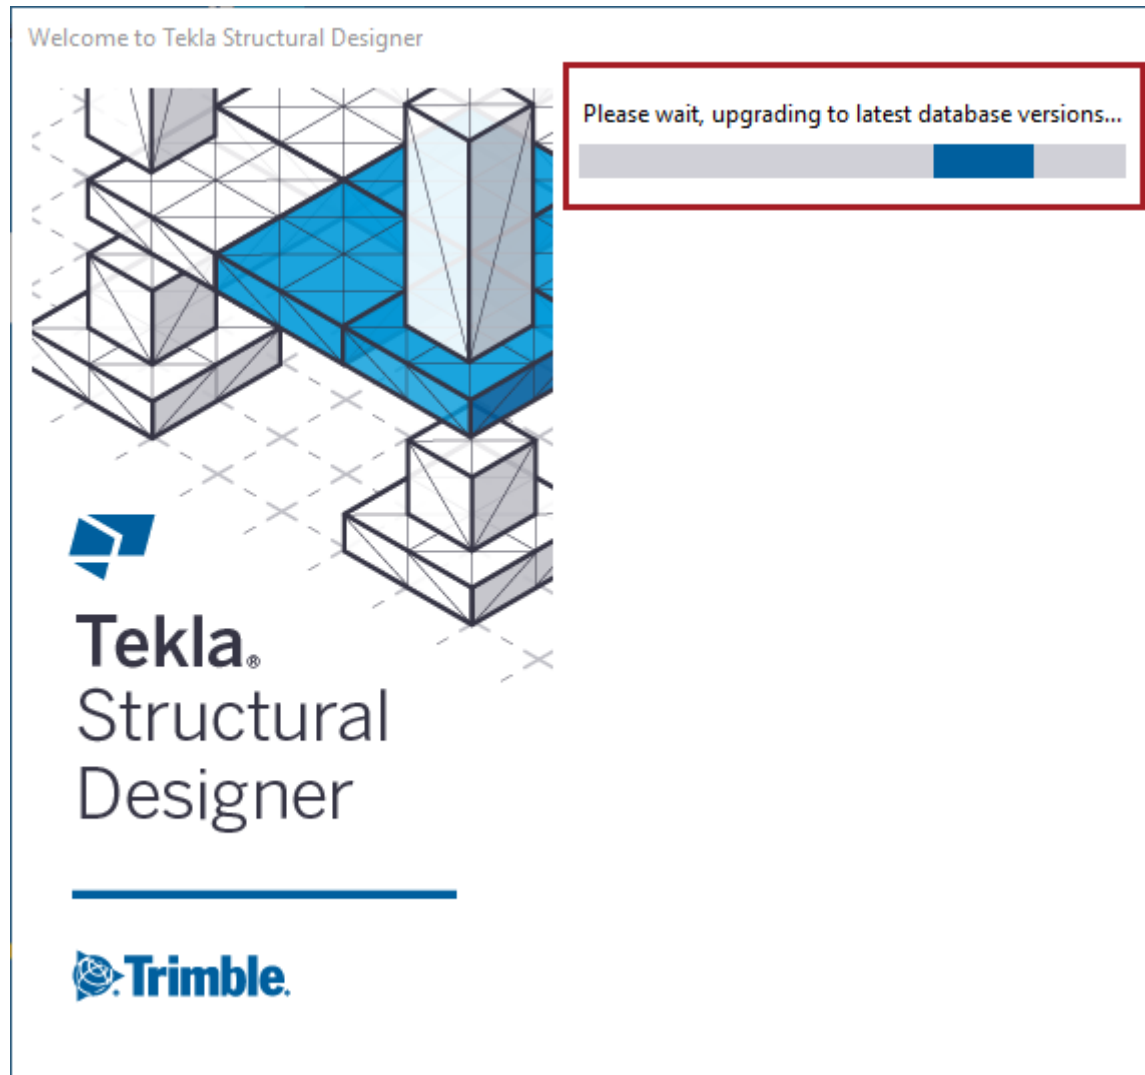 Welcome to Tekla Structural Designer
Please wait, upgrading to latest database versions...
Tekla®
Structural
Designer
Trimble.